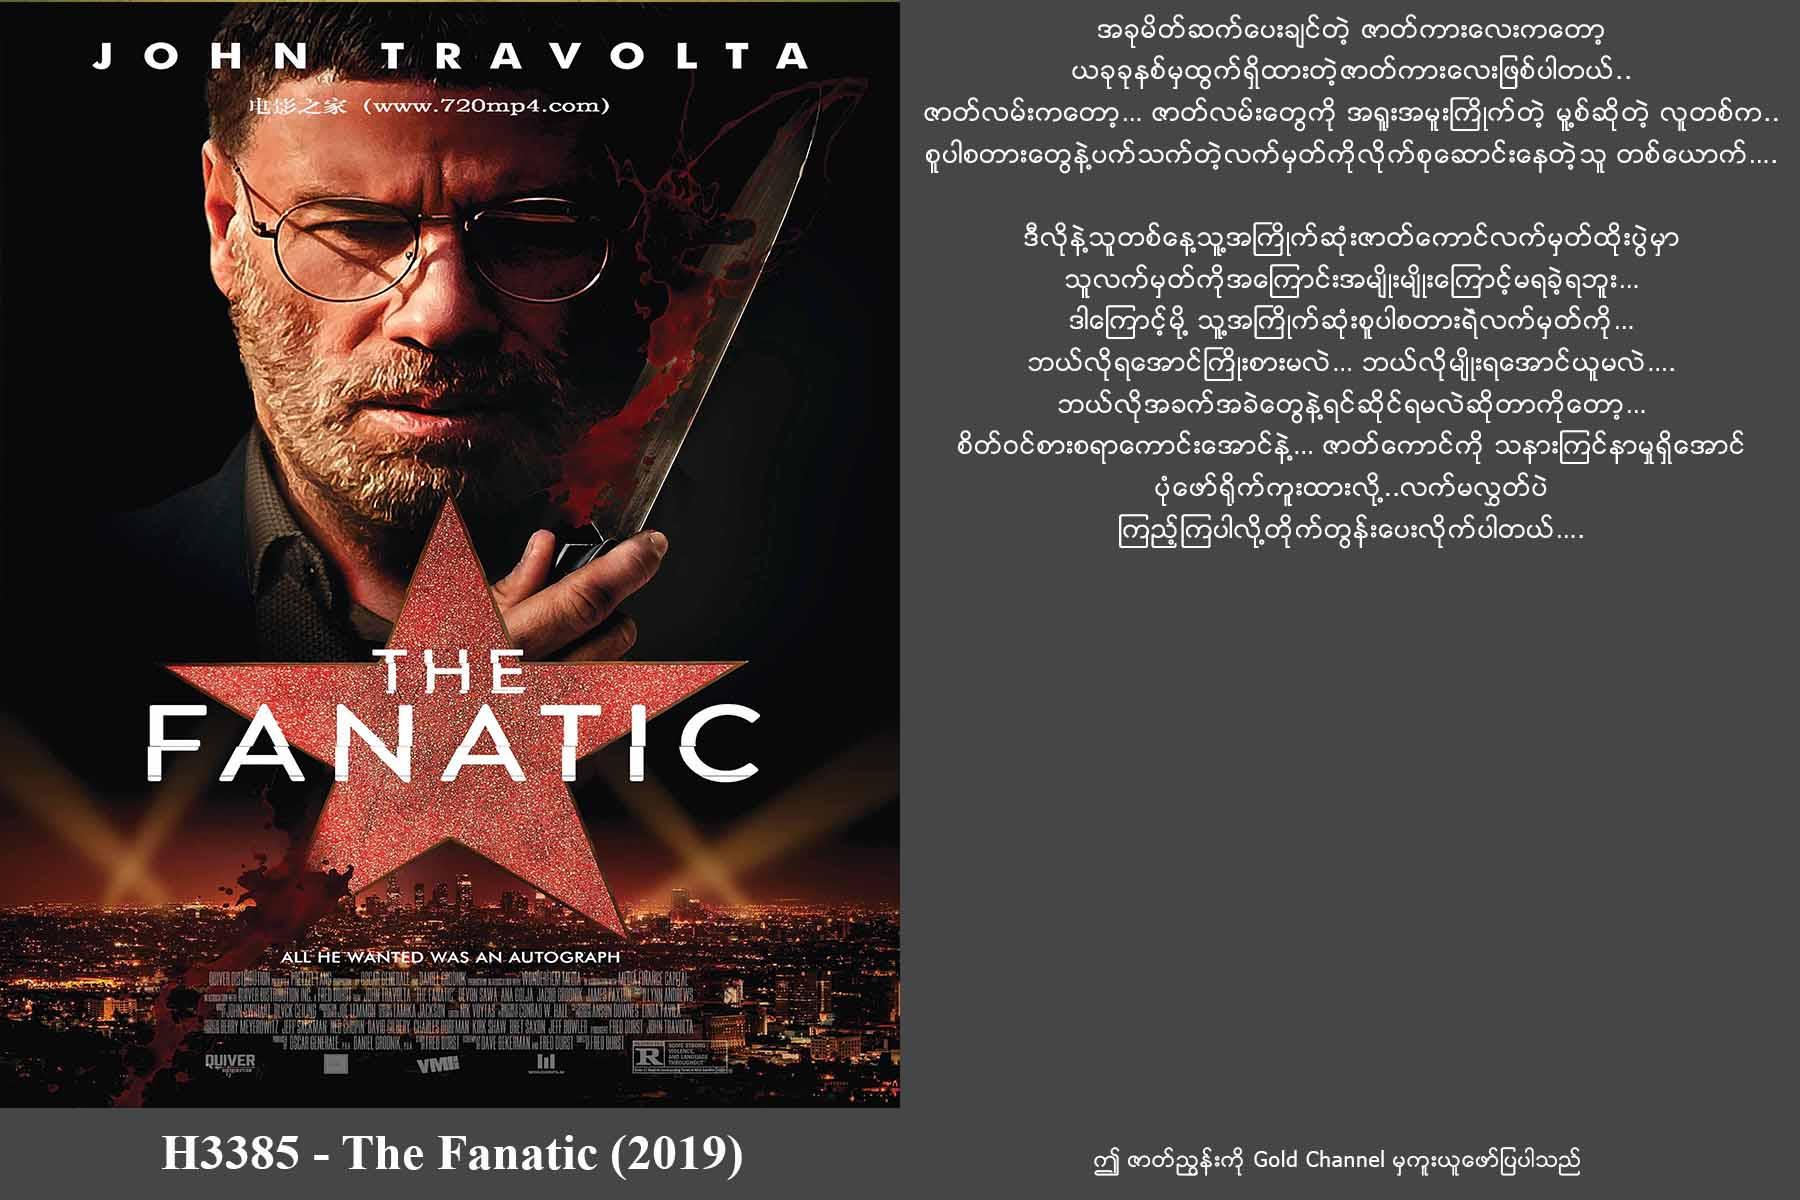 JOHN TRAVOLTA
电影之家 (www.720mp4.com)
THE
FANATIC
ALL HE WANTED WAS AN AUTOGRAPH
QUIVER
VMI
R
H3385 - The Fanatic (2019)
အခုမိတ်ဆက်ပေးချင်တဲ့ ဇာတ်ကားလေးကတော့
ယခုခုနစ်မှထွက်ရှိထားတဲ့ဇာတ်ကားလေးဖြစ်ပါတယ်..
ဇာတ်လမ်းကတော့... ဇာတ်လမ်းတွေကို အရူးအမူးကြိုက်တဲ့ မူ့စ်ဆိုတဲ့ လူတစ်က..
စူပါစတားတွေနဲ့ပက်သက်တဲ့လက်မှတ်ကိုလိုက်စုဆောင်းနေတဲ့သူ တစ်ယောက်....
ဒီလိုနဲ့သူတစ်နေ့သူ့အကြိုက်ဆုံးဇာတ်ကောင်လက်မှတ်ထိုးပွဲမှာ
သူလက်မှတ်ကိုအကြောင်းအမျိုးမျိုးကြောင့်မရခဲ့ရဘူး...
ဒါကြောင့်မို့ သူ့အကြိုက်ဆုံးစူပါစတားရဲလက်မှတ်ကို...
ဘယ်လိုရအောင်ကြိုးစားမလဲ... ဘယ်လိုမျိုးရအောင်ယူမလဲ....
ဘယ်လိုအခက်အခဲတွေနဲ့ရင်ဆိုင်ရမလဲဆိုတာကိုတော့...
စိတ်ဝင်စားစရာကောင်းအောင်နဲ့... ဇာတ်ကောင်ကို သနားကြင်နာမှုရှိအောင်
ပုံဖော်ရိုက်ကူးထားလို့..လက်မလွှတ်ပဲ
ကြည့်ကြပါလို့တိုက်တွန်းပေးလိုက်ပါတယ်....
ဤ ဇာတ်ညွှန်းကို Gold Channel မှကူးယူဖော်ပြပါသည်